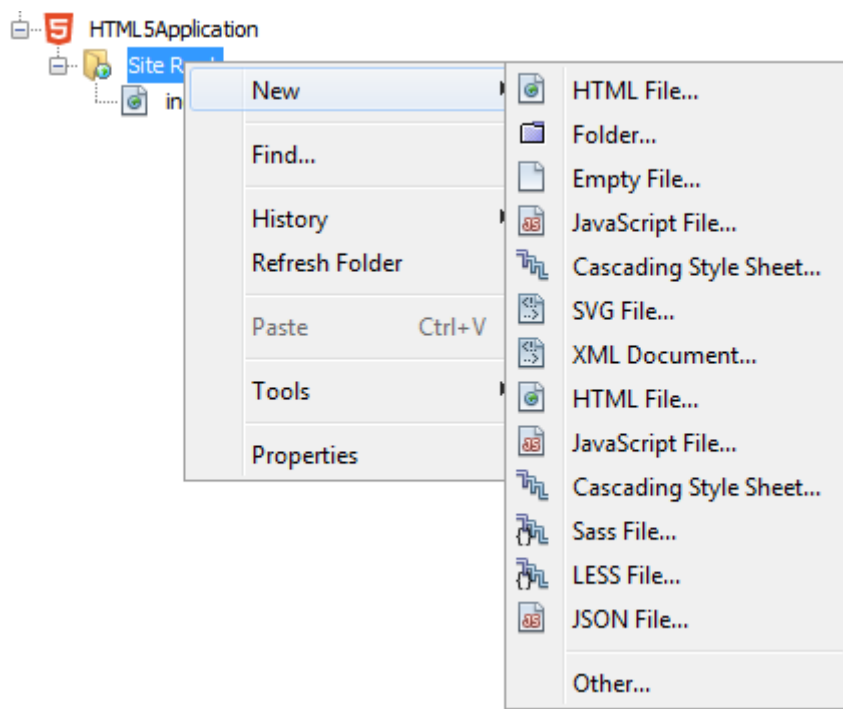 HTML5Application
Site R
in
New
Find...
History
Refresh Folder
Paste Ctrl+V
Tools
Properties
HTML File...
Folder...
Empty File...
JavaScript File...
Cascading Style Sheet...
SVG File...
XML Document...
HTML File...
JavaScript File...
Cascading Style Sheet...
Sass File...
LESS File...
JSON File...
Other...